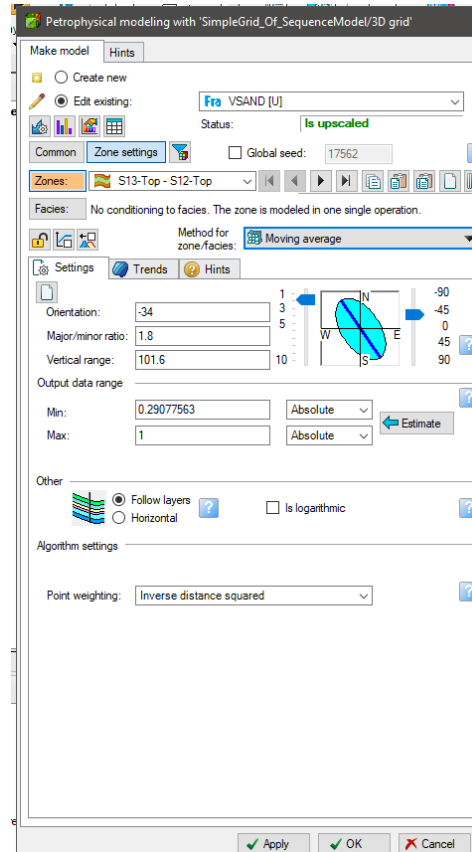 Petrophysical modeling with 'SimpleGrid_Of_SequenceModel/3D grid'
Make model Hints
Create new
Edit existing: Fra VSAND [U]
Status: Is upscaled
Common Zone settings Global seed: 17562
Zones: S13-Top - S12-Top
Facies: No conditioning to facies. The zone is modeled in one single operation.
Method for zone/facies: Moving average
Settings Trends Hints
Orientation: -34
Major/minor ratio: 1.8
Vertical range: 101.6
1
3
5
10
N
W E
S
-90
-45
0
45
90
Output data range
Min: 0.29077563 Absolute
Max: 1 Absolute
Estimate
Other
Follow layers
Horizontal
Is logarithmic
Algorithm settings
Point weighting: Inverse distance squared
Apply OK Cancel